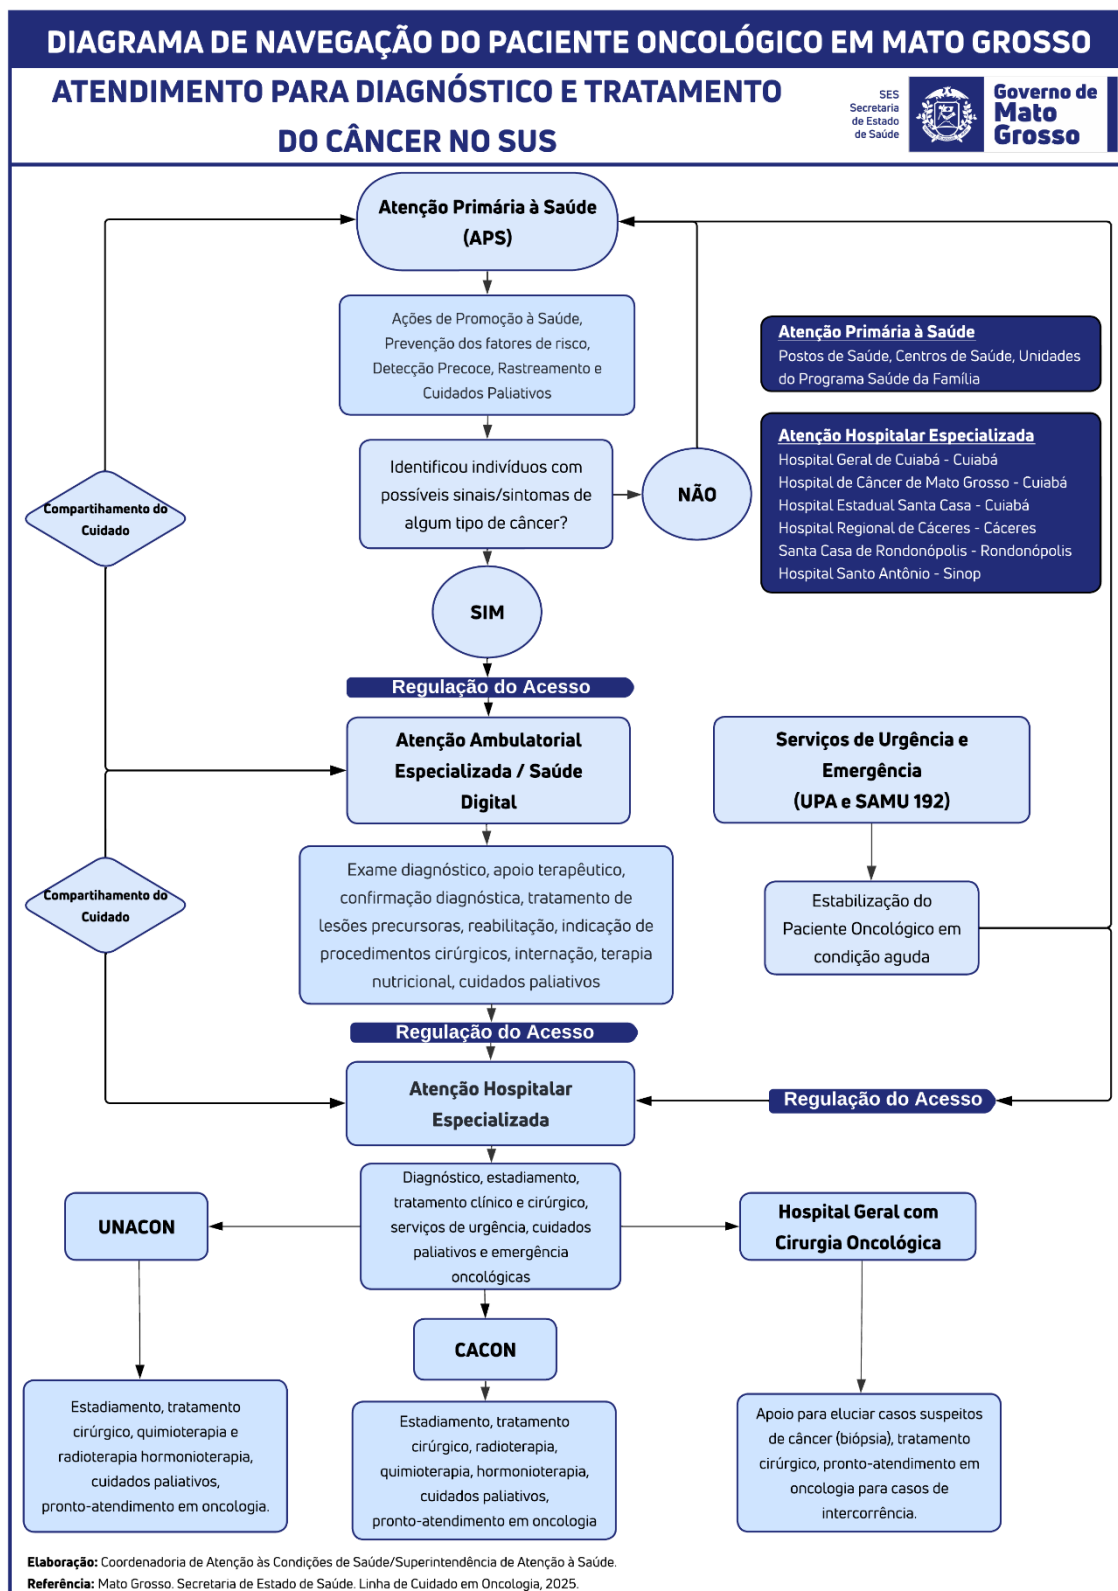 DIAGRAMA DE NAVEGAÇÃO DO PACIENTE ONCOLÓGICO EM MATO GROSSO
ATENDIMENTO PARA DIAGNÓSTICO E TRATAMENTO
DO CÂNCER NO SUS
SES
Secretaria
de Estado
de Saúde
Governo de
Mato
Grosso
Atenção Primária à Saúde
(APS)
Ações de Promoção à Saúde,
Prevenção dos fatores de risco,
Detecção Precoce, Rastreamento e
Cuidados Paliativos
Atenção Primária à Saúde
Postos de Saúde, Centros de Saúde, Unidades
do Programa Saúde da Família
Atenção Hospitalar Especializada
Hospital Geral de Cuiabá - Cuiabá
Hospital de Câncer de Mato Grosso - Cuiabá
Hospital Estadual Santa Casa - Cuiabá
Hospital Regional de Cáceres - Cáceres
Santa Casa de Rondonópolis - Rondonópolis
Hospital Santo Antônio - Sinop
Identificou indivíduos com
possíveis sinais/sintomas de
algum tipo de câncer?
NÃO
Compartihamento do
Cuidado
SIM
Regulação do Acesso
Atenção Ambulatorial
Especializada / Saúde
Digital
Serviços de Urgência e
Emergência
(UPA e SAMU 192)
Compartihamento do
Cuidado
Exame diagnóstico, apoio terapêutico,
confirmação diagnóstica, tratamento de
lesões precursoras, reabilitação, indicação de
procedimentos cirúrgicos, internação, terapia
nutricional, cuidados paliativos
Estabilização do
Paciente Oncológico em
condição aguda
Regulação do Acesso
Atenção Hospitalar
Especializada
Regulação do Acesso
Diagnóstico, estadiamento,
tratamento clínico e cirúrgico,
serviços de urgência, cuidados
paliativos e emergência
oncológicas
UNACON
Hospital Geral com
Cirurgia Oncológica
CACON
Estadiamento, tratamento
cirúrgico, quimioterapia e
radioterapia hormonioterapia,
cuidados paliativos,
pronto-atendimento em oncologia.
Estadiamento, tratamento
cirúrgico, radioterapia,
quimioterapia, hormonioterapia,
cuidados paliativos,
pronto-atendimento em oncologia
Apoio para eluciar casos suspeitos
de câncer (biópsia), tratamento
cirúrgico, pronto-atendimento em
oncologia para casos de
intercorrência.
Elaboração: Coordenadoria de Atenção às Condições de Saúde/Superintendência de Atenção à Saúde.
Referência: Mato Grosso. Secretaria de Estado de Saúde. Linha de Cuidado em Oncologia, 2025.